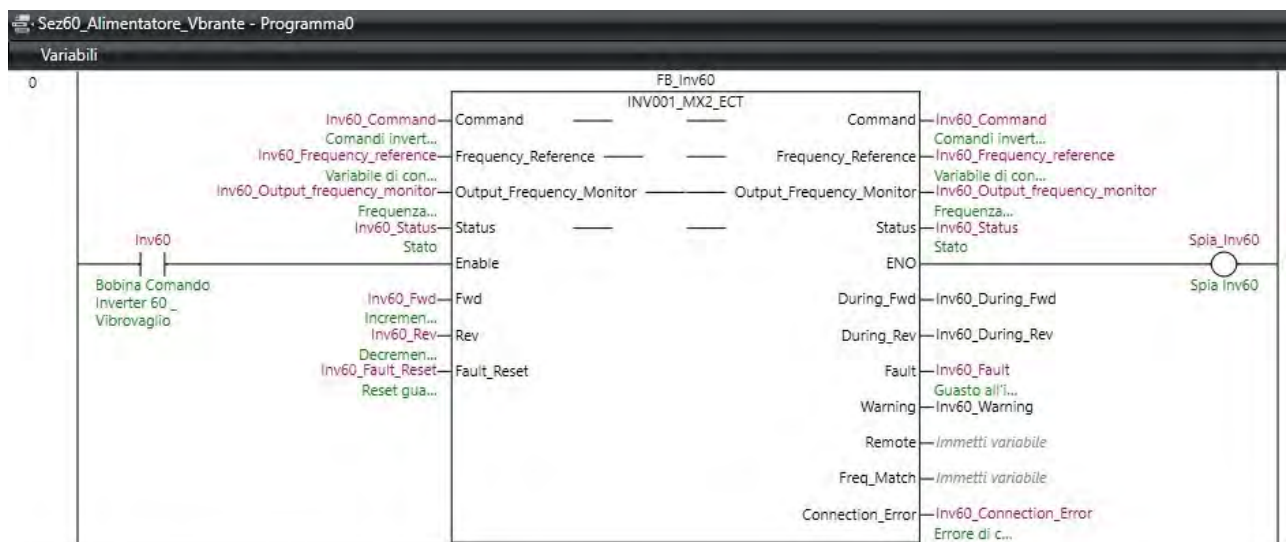 Sez60_Alimentatore_Vbrante - Programma0
Variabili
0
FB_Inv60
INV001_MX2_ECT
Inv60_Command Command Command Inv60_Command
Comandi invert... Comandi invert...
Inv60_Frequency_reference Frequency_Reference Frequency_Reference Inv60_Frequency_reference
Variabile di con... Variabile di con...
Inv60_Output_frequency_monitor Output_Frequency_Monitor Output_Frequency_Monitor Inv60_Output_frequency_monitor
Frequenza... Frequenza...
Inv60_Status Status Status Inv60_Status
Inv60 Stato Stato Spia_Inv60
Enable ENO
Bobina Comando Spia Inv60
Inverter 60_ Inv60_Fwd Fwd During_Fwd Inv60_During_Fwd
Vibrovaglio Incremen...
Inv60_Rev Rev During_Rev Inv60_During_Rev
Decremen...
Inv60_Fault_Reset Fault_Reset Fault Inv60_Fault
Reset gua... Guasto all'i...
Warning Inv60_Warning
Remote Immetti variabile
Freq_Match Immetti variabile
Connection_Error Inv60_Connection_Error
Errore di c...